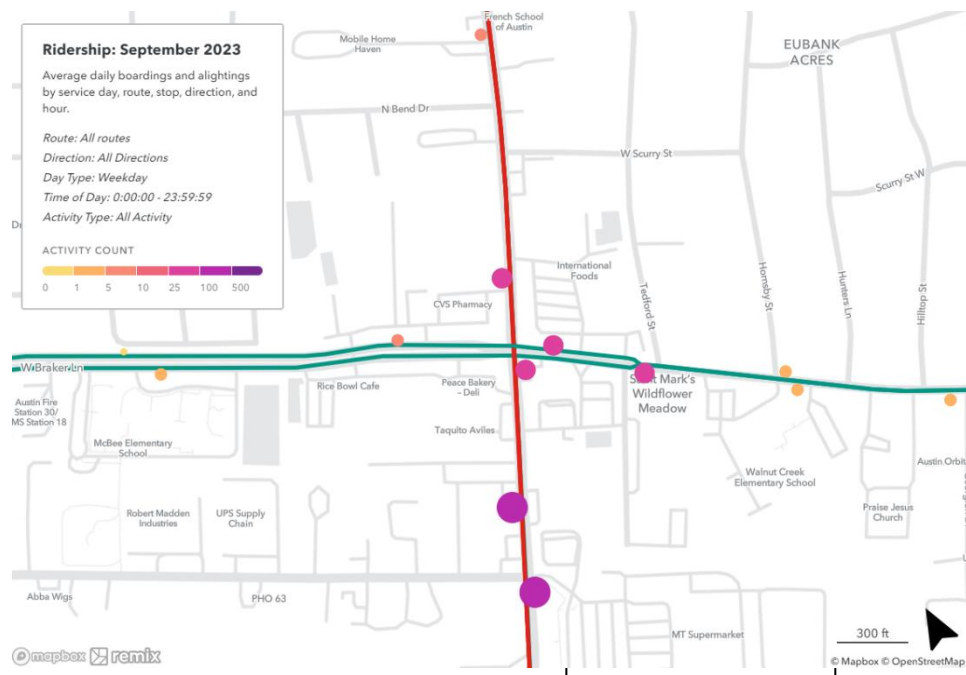 Ridership: September 2023
Average daily boardings and alightings
by service day, route, stop, direction, and
hour.
Route: All routes
Direction: All Directions
Day Type: Weekday
Time of Day: 0:00:00 - 23:59:59
Activity Type: All Activity
ACTIVITY COUNT
0 1 5 10 25 100 500
French School
of Austin
Mobile Home
Haven
EUBANK
ACRES
N Bend Dr
W Scurry St
Scurry St W
International
Foods
Tedford St
Hornsby St
Hunters Ln
Hilltop St
CVS Pharmacy
W Braker Ln
Rice Bowl Cafe
Peace Bakery
– Deli
Mark's
Wildflower
Meadow
Austin Fire
Station 30/
MS Station 18
McBee Elementary
School
Taquito Aviles
Walnut Creek
Elementary School
Austin Orbit
Praise Jesus
Church
Robert Madden
Industries
UPS Supply
Chain
Abba Wigs
PHO 63
MT Supermarket
300 ft
mapbox remix
© Mapbox © OpenStreetMap